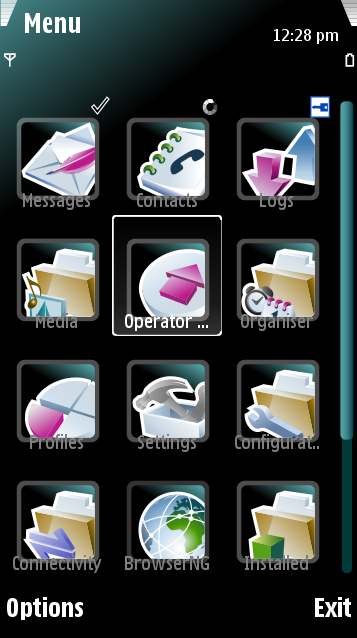 Menu
12:28 pm
Messages
Contacts
Logs
Media
Operator ...
Organiser
Profiles
Settings
Configurat..
Connectivity
BrowserNG
Installed
Options
Exit